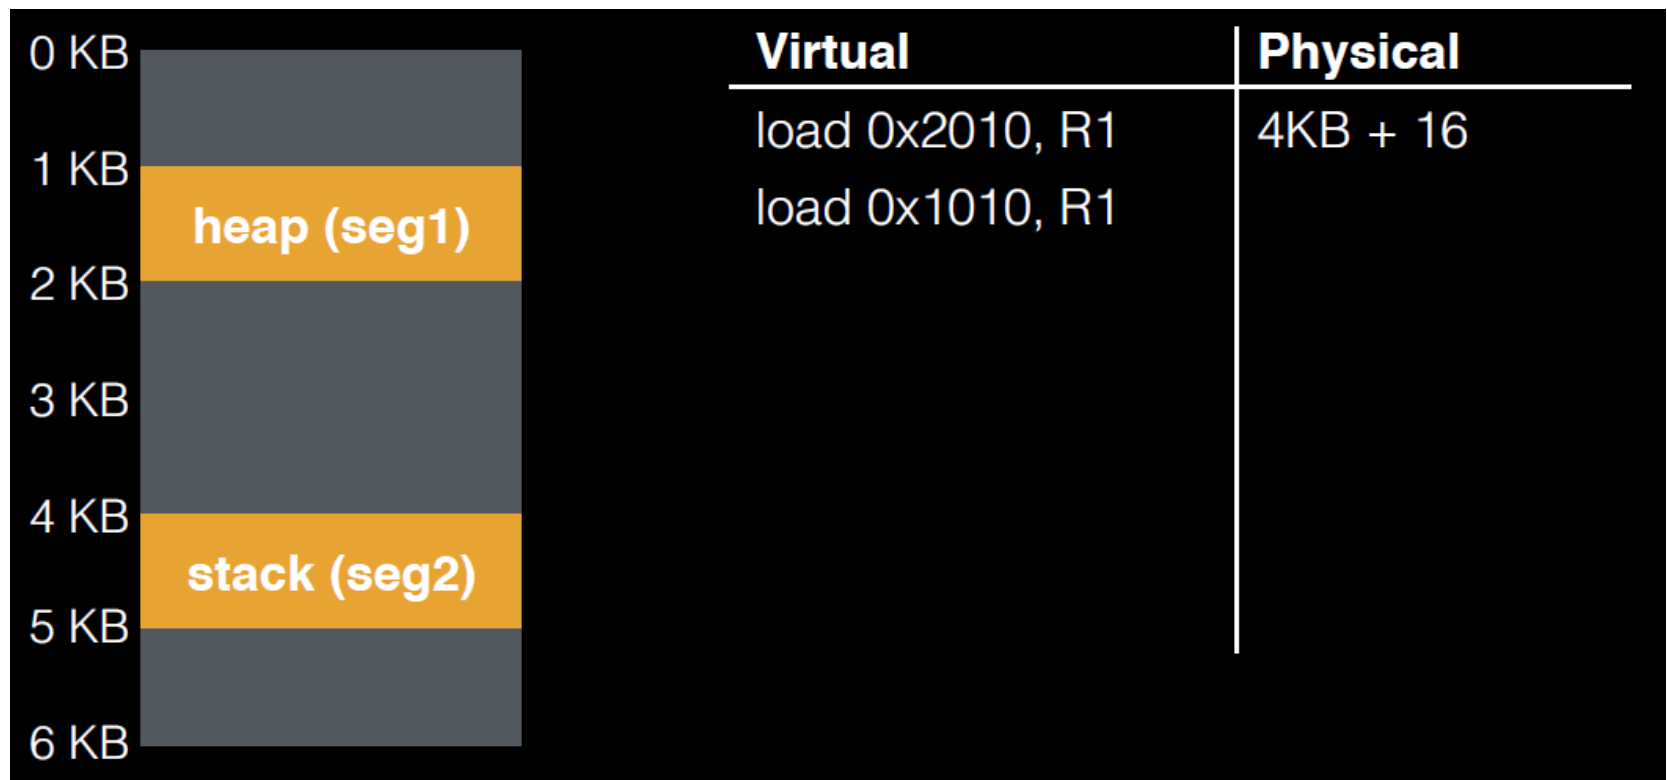 0 KB
1 KB
heap (seg1)
2 KB
3 KB
4 KB
stack (seg2)
5 KB
6 KB
Virtual Physical
load 0x2010, R1 4KB + 16
load 0x1010, R1